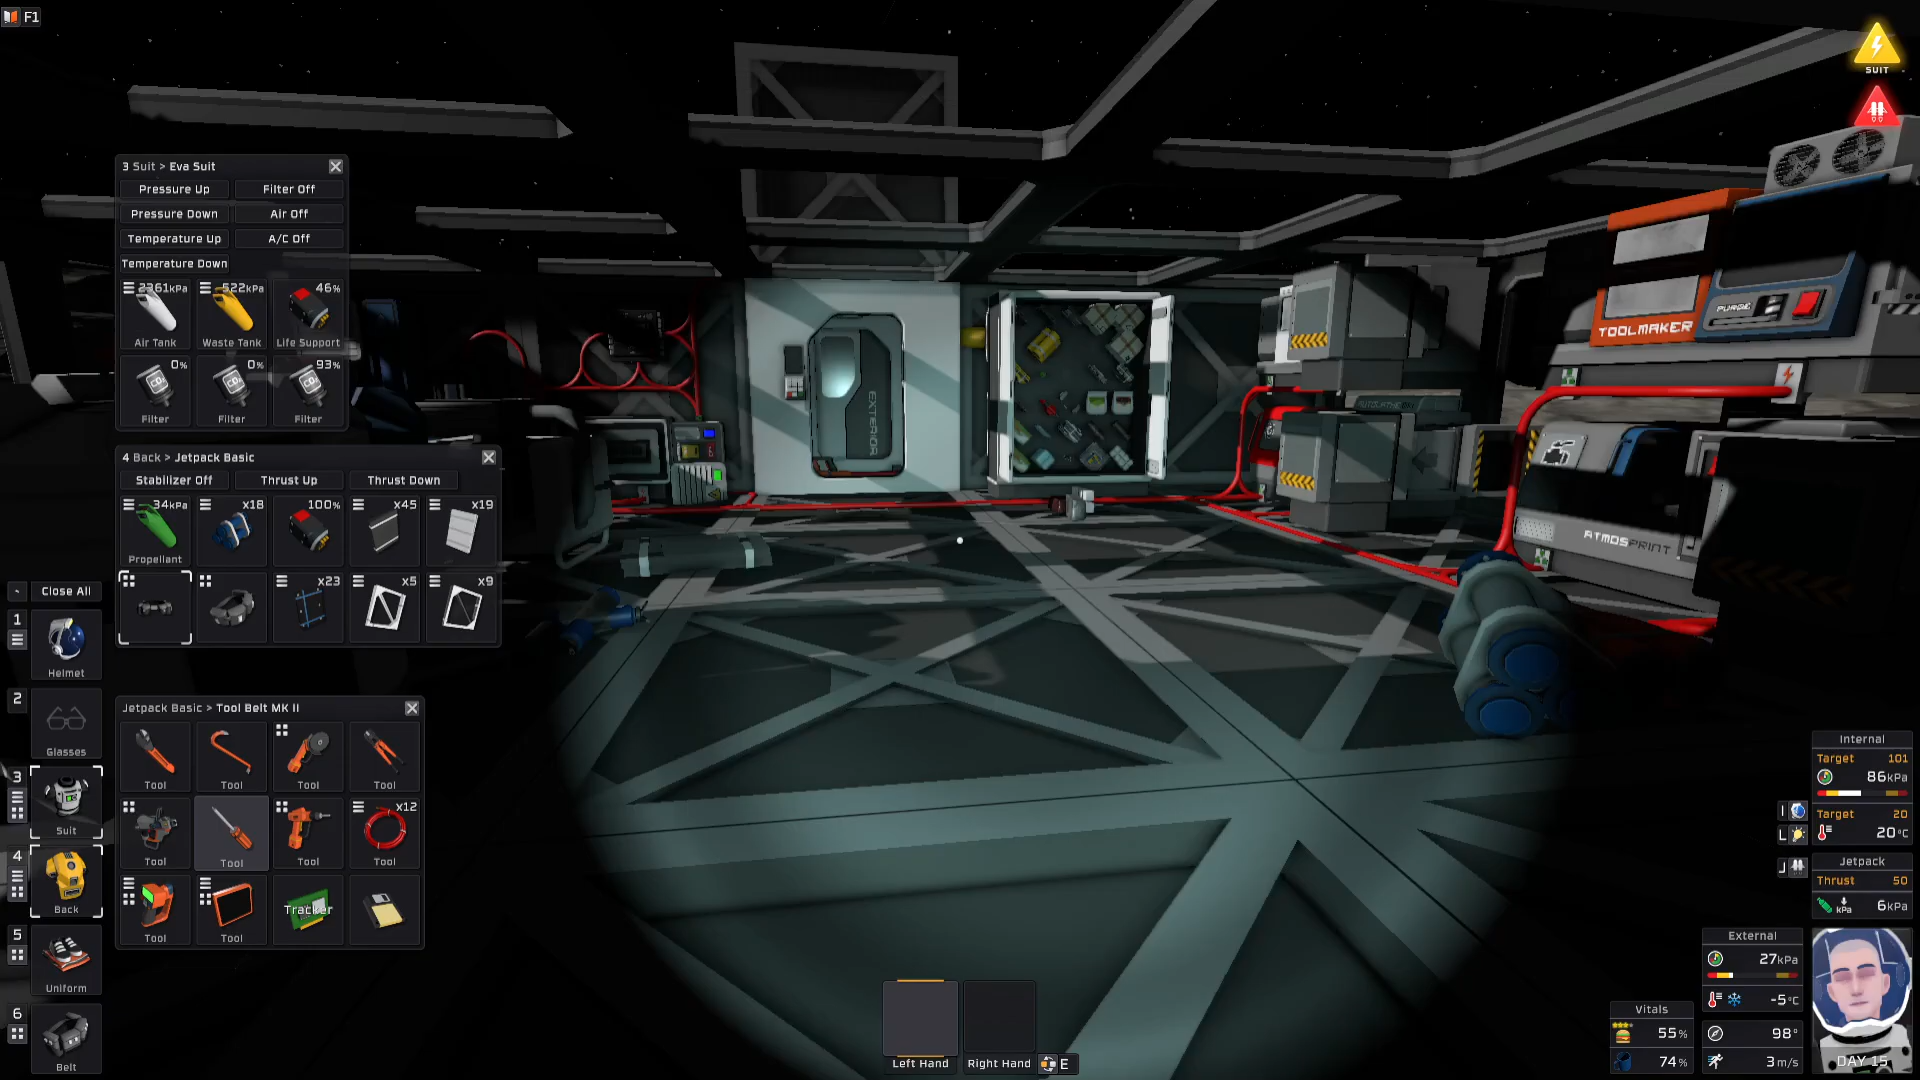 F1
SUIT
3 Suit > Eva Suit
Pressure Up
Filter Off
Pressure Down
Air Off
Temperature Up
A/C Off
Temperature Down
2361kPa
522kPa
46%
Air Tank
Waste Tank
Life Support
0%
0%
93%
Filter
Filter
Filter
4 Back > Jetpack Basic
Stabilizer Off
Thrust Up
Thrust Down
34kPa
x18
100%
x45
x19
Propellant
x23
x5
x9
- Close All
1
Helmet
2
Glasses
3
Suit
4
Back
5
Uniform
6
Belt
Jetpack Basic > Tool Belt MK II
Tool
Tool
Tool
Tool
x12
Tool
Tool
Tool
Tool
Tracker
Tool
Tool
EXTERIOR
TOOLMAKER
PURGE
ATMOSPRINT
Left Hand
Right Hand
E
Internal
Target 101
86kPa
Target 20
20°C
I
L
J
Jetpack
Thrust 50
kPa
6kPa
External
27kPa
-5°C
Vitals
55%
98°
74%
3m/s
DAY 15